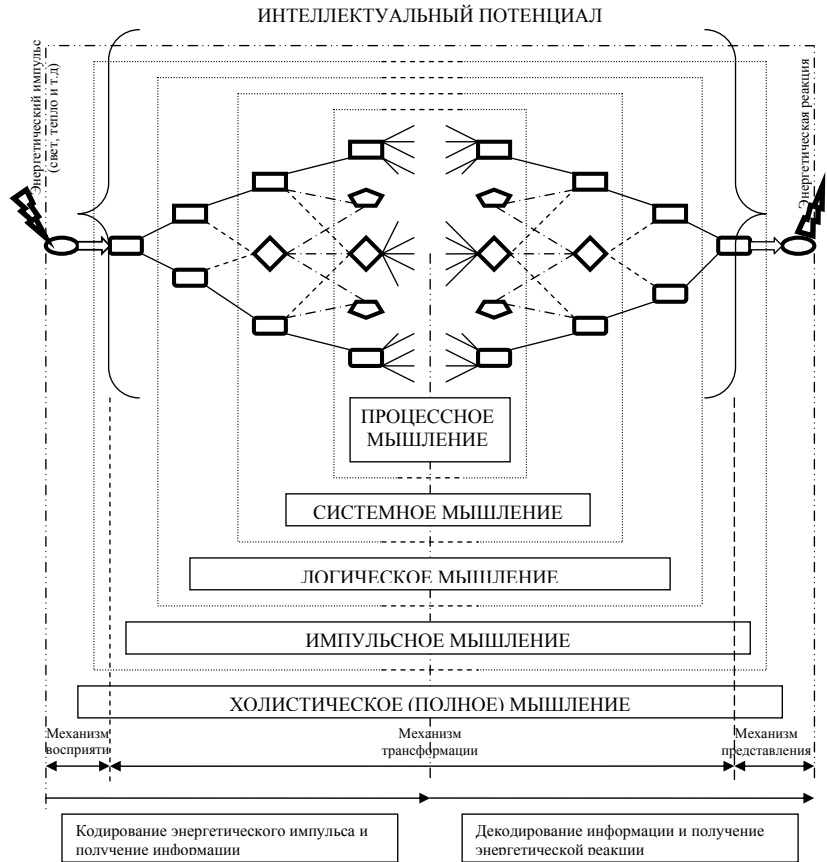 ИНТЕЛЛЕКТУАЛЬНЫЙ ПОТЕНЦИАЛ
Энергетический импульс
(свет, тепло и т.д)
Энергетическая реакция
ПРОЦЕССНОЕ
МЫШЛЕНИЕ
СИСТЕМНОЕ МЫШЛЕНИЕ
ЛОГИЧЕСКОЕ МЫШЛЕНИЕ
ИМПУЛЬСНОЕ МЫШЛЕНИЕ
ХОЛИСТИЧЕСКОЕ (ПОЛНОЕ) МЫШЛЕНИЕ
Механизм
восприяти
Механизм
трансформации
Механизм
представления
Кодирование энергетического импульса и
получение информации
Декодирование информации и получение
энергетической реакции